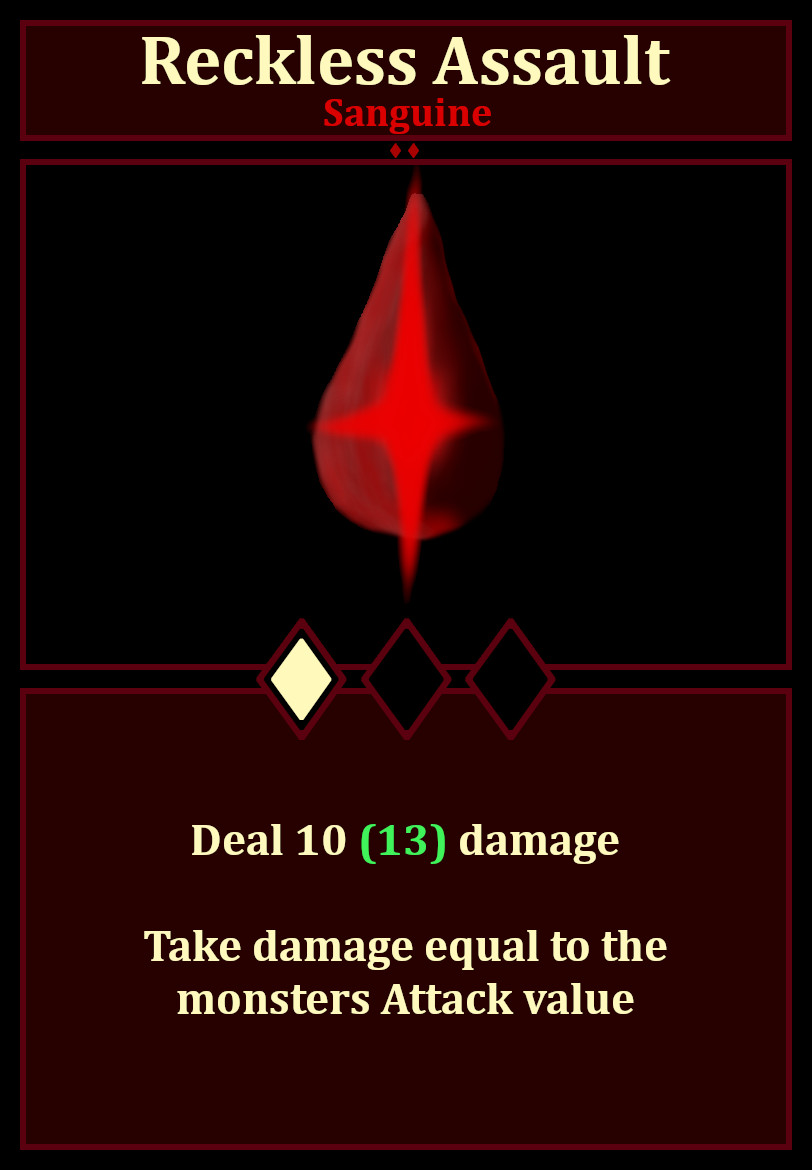 Reckless Assault
Sanguine
Deal 10 (13) damage
Take damage equal to the
monsters Attack value